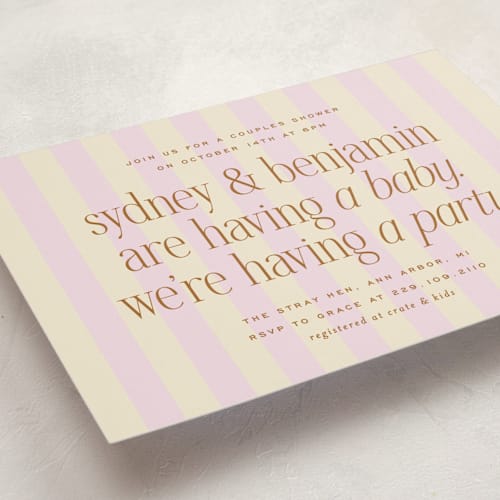 JOIN US FOR A COUPLES SHOWER
ON OCTOBER 14TH AT 6PM
sydney & benjamin
are having a baby.
we're having a party
THE STRAY HEN, ANN ARBOR, MI
RSVP TO GRACE AT 229.109.2110
registered at crate & kids